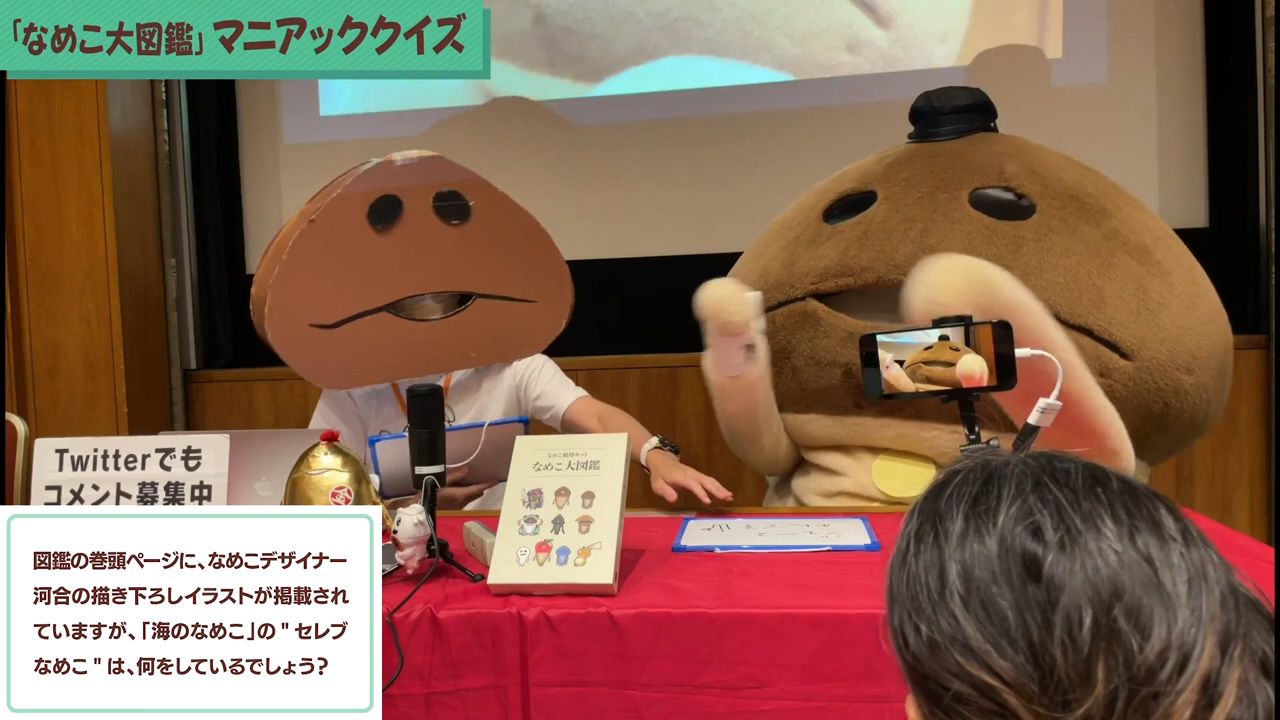 「なめこ大図鑑」マニアッククイズ
Twitterでも
コメント募集中
金
なめこ栽培キット
なめこ大図鑑
図鑑の巻頭ページに、なめこデザイナー
河合の描き下ろしイラストが掲載され
ていますが、「海のなめこ」の"セレブ
なめこ"は、何をしているでしょう？